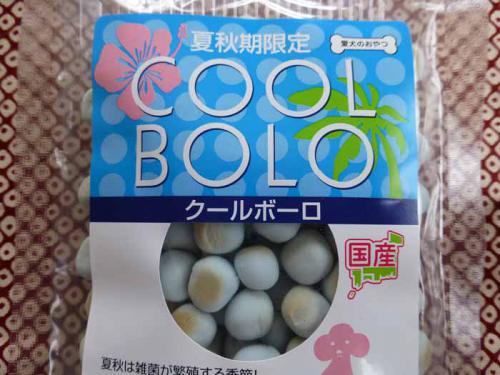 夏秋期限定
愛犬のおやつ
COOL
BOLO
クールボーロ
国産
夏秋は雑菌が繁殖する季節!